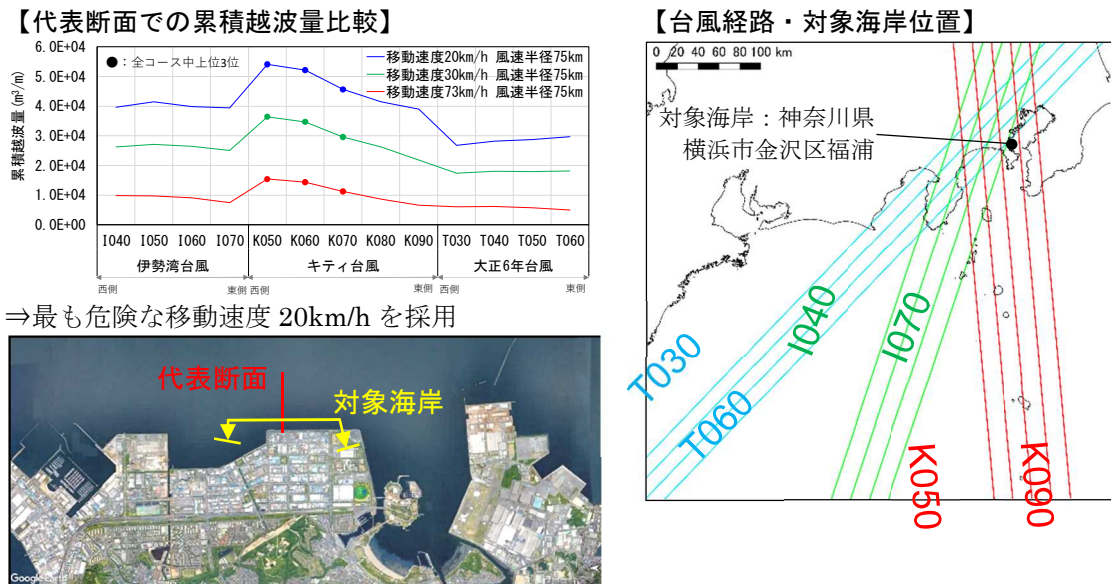 【代表断面での累積越波量比較】
6.0E+04
5.0E+04
4.0E+04
3.0E+04
2.0E+04
1.0E+04
0.0E+00
累積越波量(m³/m)
●：全コース中上位3位
移動速度20km/h 風速半径75km
移動速度30km/h 風速半径75km
移動速度73km/h 風速半径75km
I040 I050 I060 I070 K050 K060 K070 K080 K090 T030 T040 T050 T060
伊勢湾台風 キティ台風 大正6年台風
西側 東側 西側 東側 西側 東側
⇒最も危険な移動速度 20km/h を採用
代表断面
対象海岸
Google Earth
【台風経路・対象海岸位置】
0 20 40 60 80 100 km
対象海岸：神奈川県
横浜市金沢区福浦
T030
T060
I040
I070
K050
K090